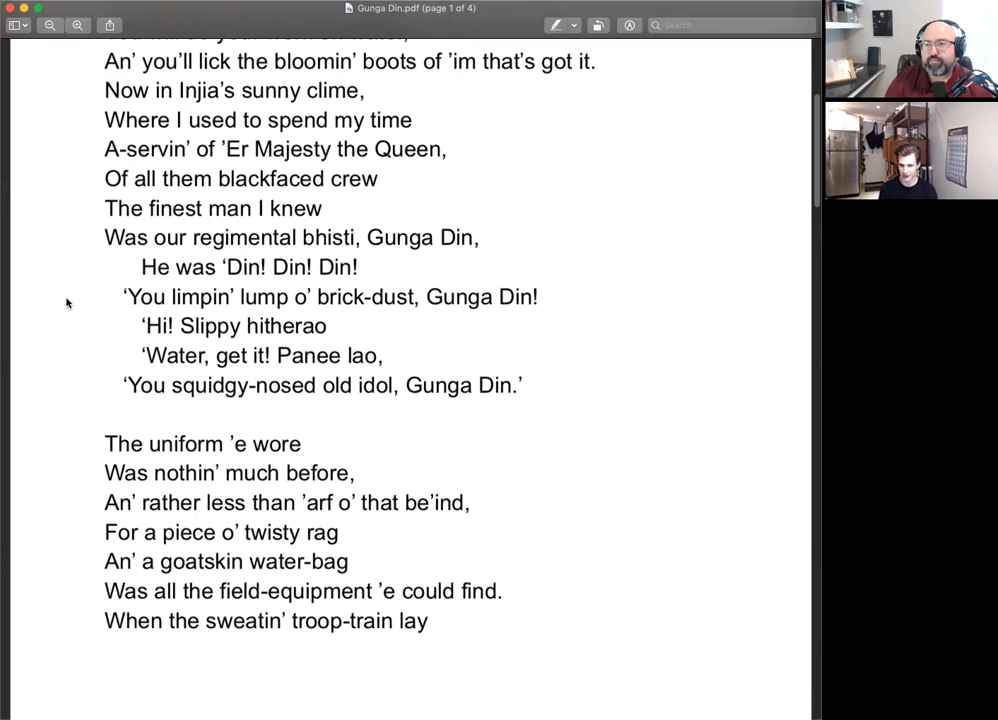 Gunga Din.pdf (page 1 of 4)
Search
An' you'll lick the bloomin' boots of 'im that's got it.
Now in Injia's sunny clime,
Where I used to spend my time
A-servin' of 'Er Majesty the Queen,
Of all them blackfaced crew
The finest man I knew
Was our regimental bhisti, Gunga Din,
He was ‘Din! Din! Din!
‘You limpin' lump o' brick-dust, Gunga Din!
‘Hi! Slippy hitherao
‘Water, get it! Panee lao,
‘You squidgy-nosed old idol, Gunga Din.'
The uniform 'e wore
Was nothin' much before,
An' rather less than 'arf o' that be'ind,
For a piece o' twisty rag
An' a goatskin water-bag
Was all the field-equipment 'e could find.
When the sweatin' troop-train lay